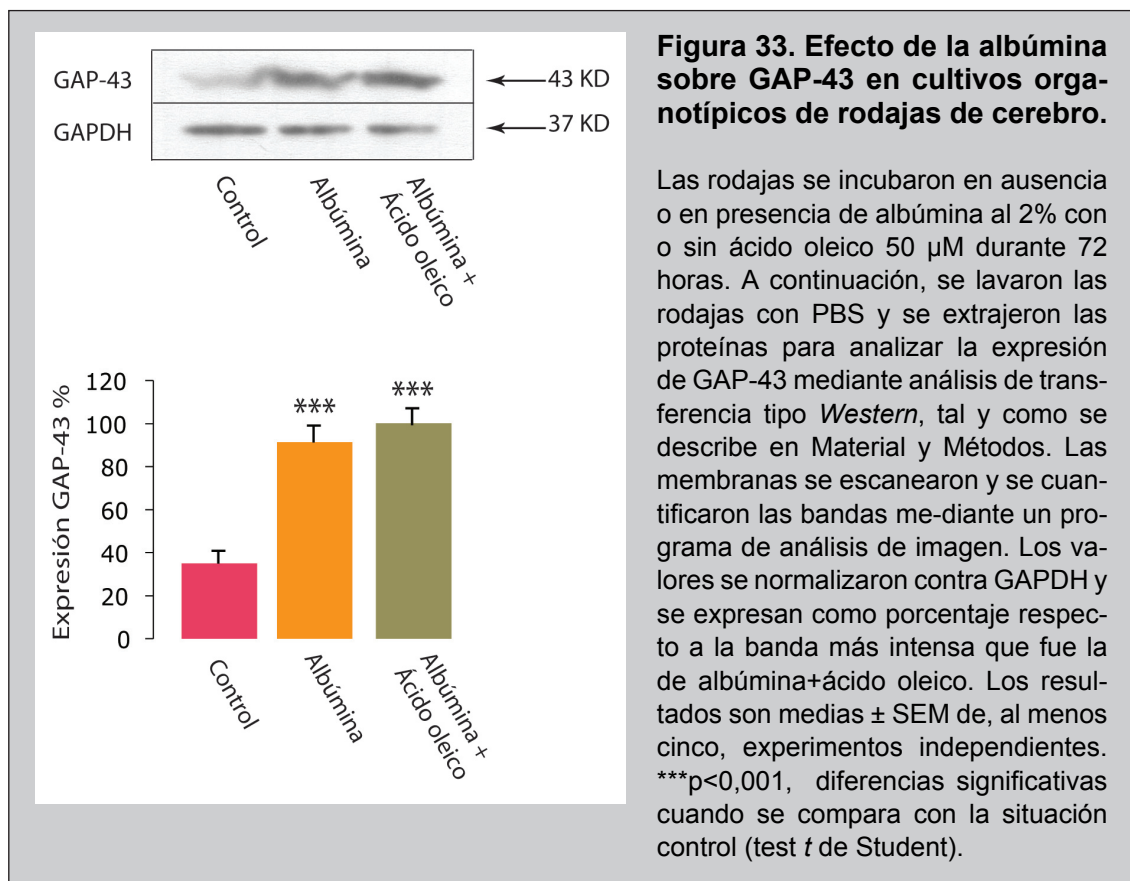 GAP-43
43 KD
GAPDH
37 KD
Control
Albúmina
Albúmina +
Ácido oleico
Expresión GAP-43 %
120
100
80
60
40
20
0
***
***
Control
Albúmina
Albúmina +
Ácido oleico
Figura 33. Efecto de la albúmina
sobre GAP-43 en cultivos orga-
notípicos de rodajas de cerebro.
Las rodajas se incubaron en ausencia
o en presencia de albúmina al 2% con
o sin ácido oleico 50 µM durante 72
horas. A continuación, se lavaron las
rodajas con PBS y se extrajeron las
proteínas para analizar la expresión
de GAP-43 mediante análisis de trans-
ferencia tipo Western, tal y como se
describe en Material y Métodos. Las
membranas se escanearon y se cuan-
tificaron las bandas me-diante un pro-
grama de análisis de imagen. Los va-
lores se normalizaron contra GAPDH y
se expresan como porcentaje respec-
to a la banda más intensa que fue la
de albúmina+ácido oleico. Los resul-
tados son medias ± SEM de, al menos
cinco, experimentos independientes.
***p<0,001, diferencias significativas
cuando se compara con la situación
control (test t de Student).